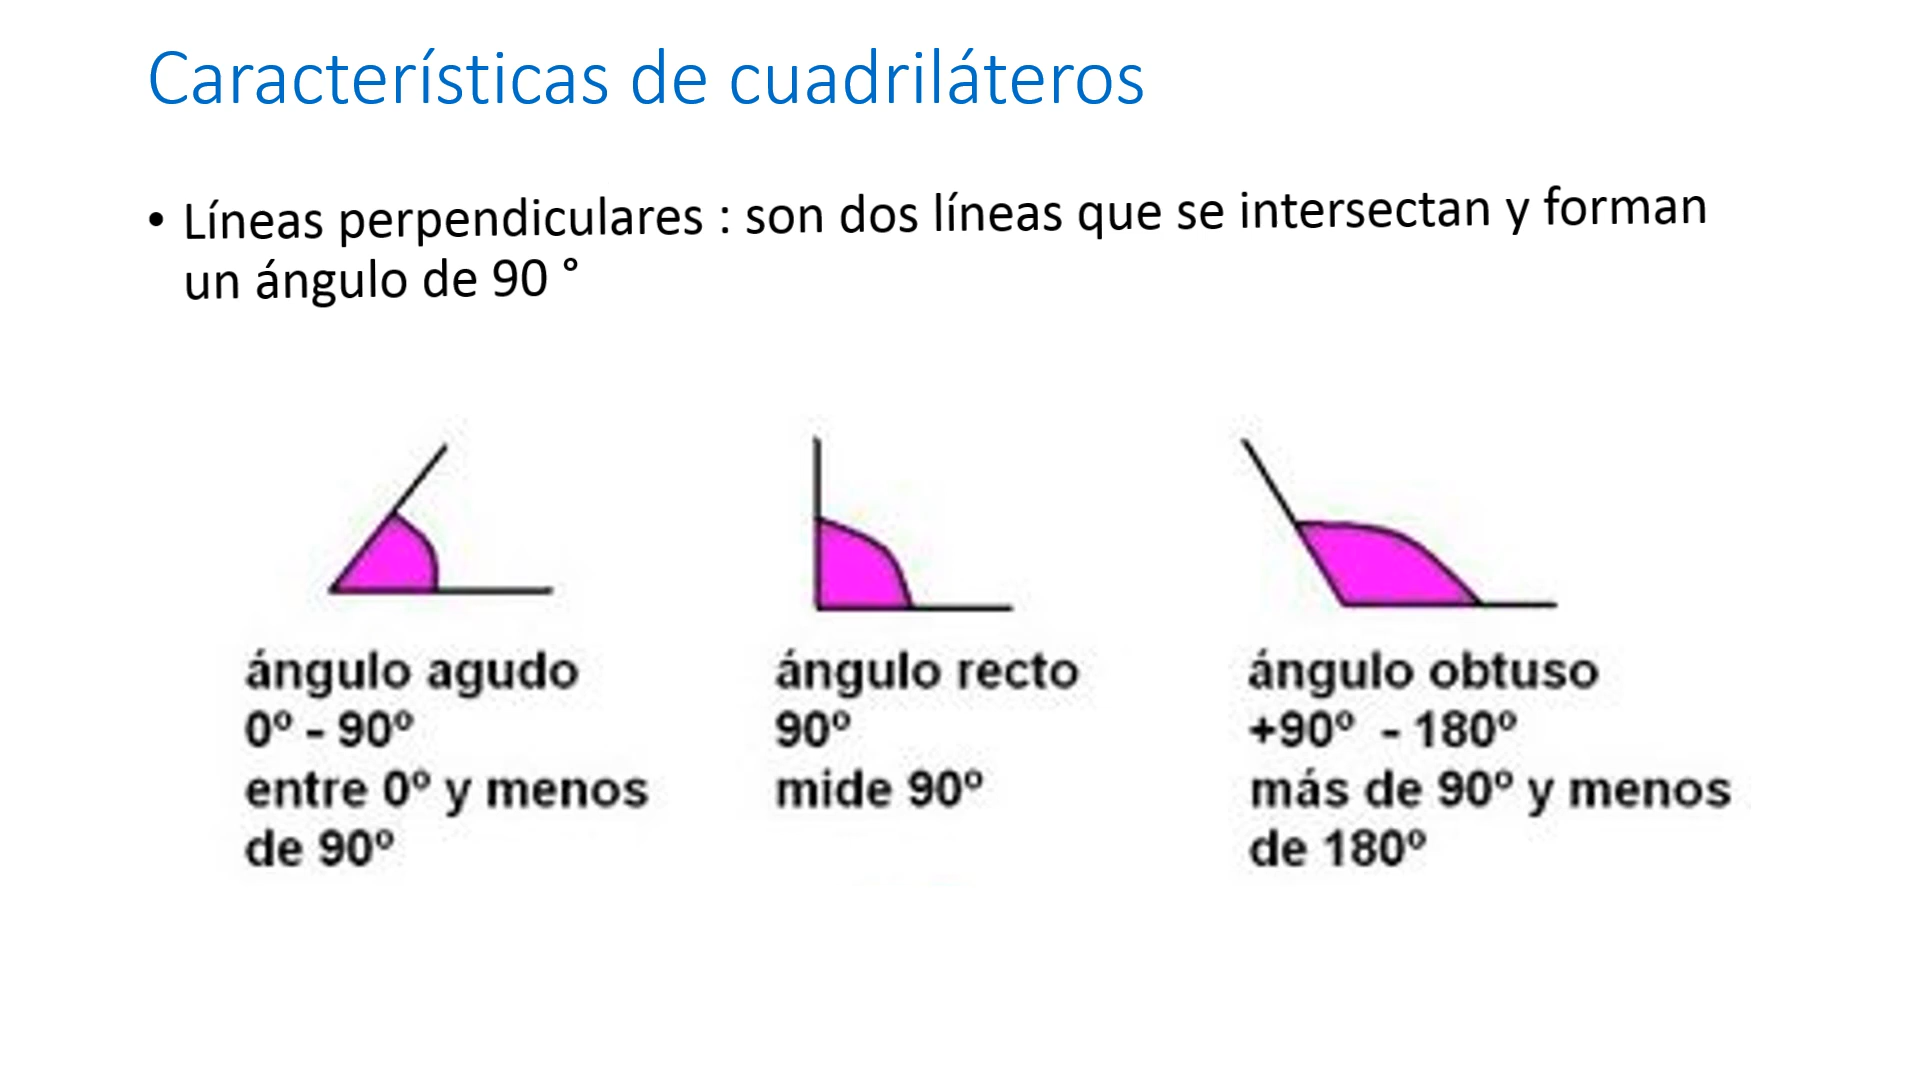 Características de cuadriláteros
• Líneas perpendiculares : son dos líneas que se intersectan y forman
un ángulo de 90 °
ángulo agudo
0º - 90º
entre 0º y menos
de 90º
ángulo recto
90º
mide 90º
ángulo obtuso
+90º - 180º
más de 90º y menos
de 180º